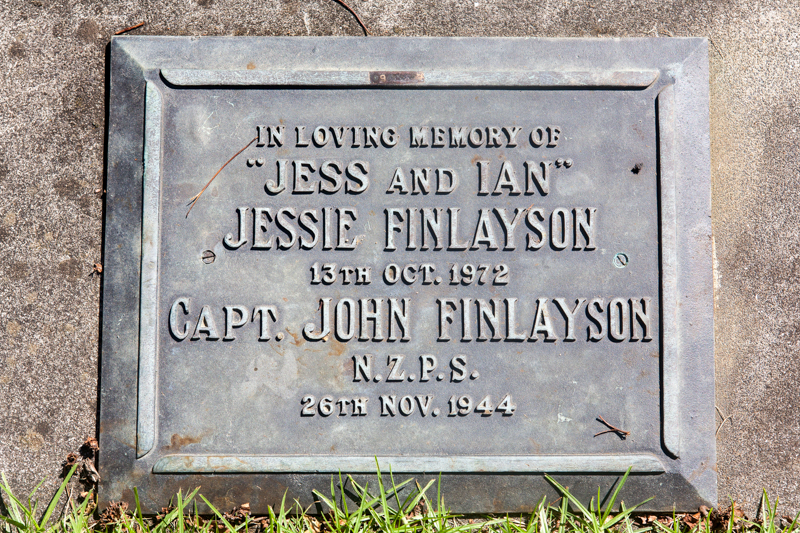 IN LOVING MEMORY OF
"JESS AND IAN"
JESSIE FINLAYSON
13TH OCT. 1972
CAPT. JOHN FINLAYSON
N.Z.P.S.
26TH NOV. 1944